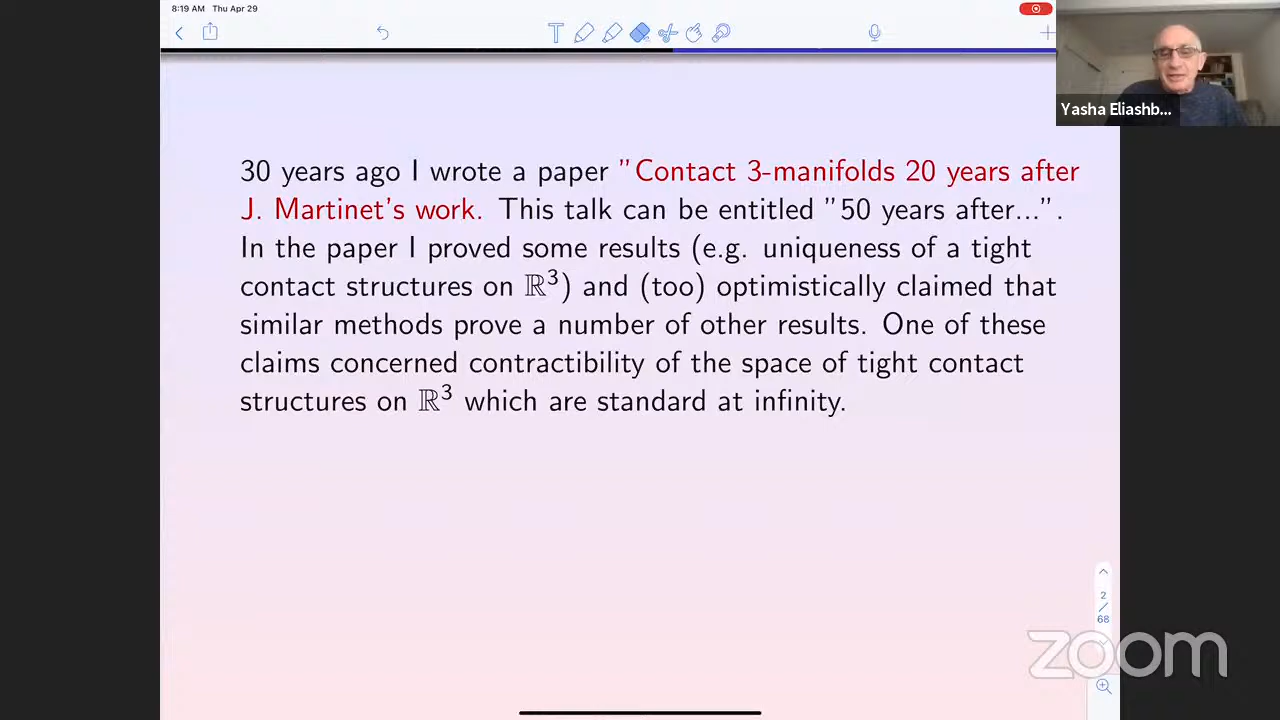 8:19 AM Thu Apr 29
30 years ago I wrote a paper ”Contact 3-manifolds 20 years after
J. Martinet's work. This talk can be entitled ”50 years after...”.
In the paper I proved some results (e.g. uniqueness of a tight
contact structures on ℝ³) and (too) optimistically claimed that
similar methods prove a number of other results. One of these
claims concerned contractibility of the space of tight contact
structures on ℝ³ which are standard at infinity.
Yasha Eliashb...
2
/
68
zoom